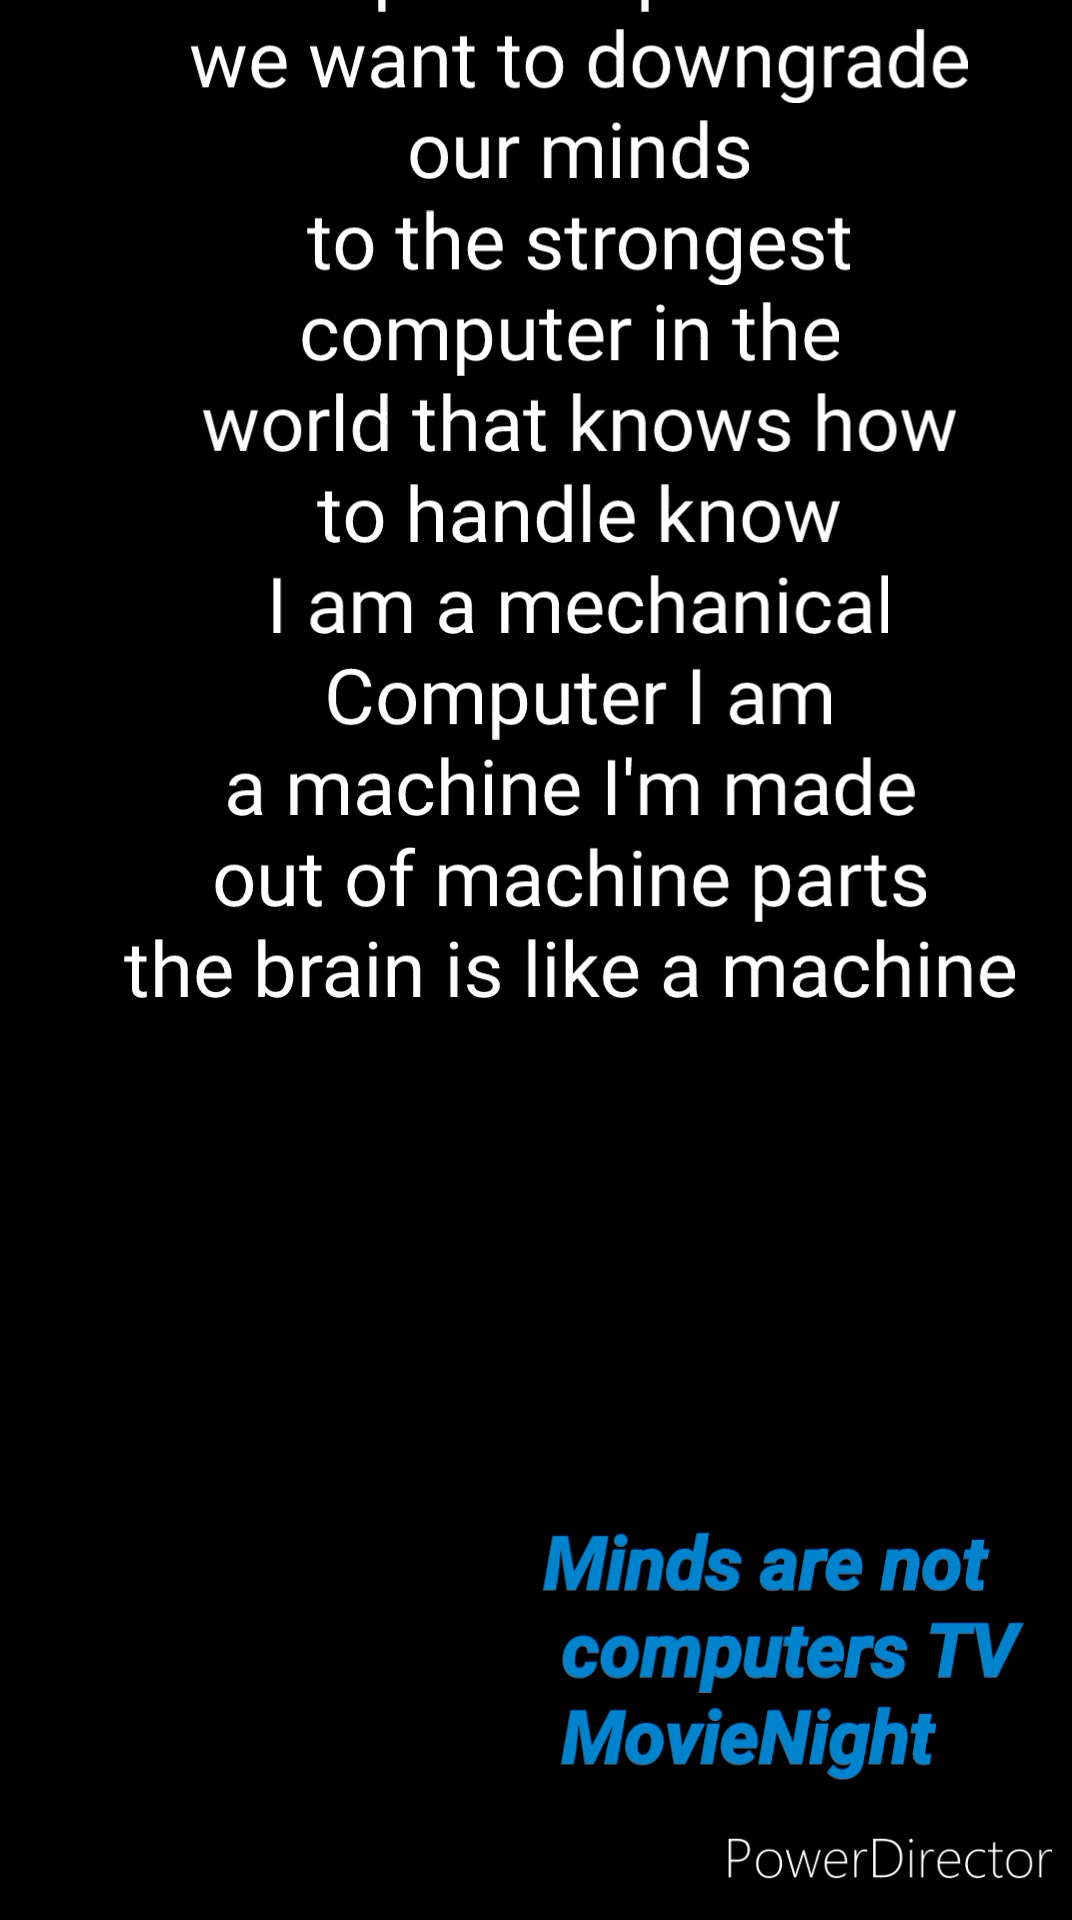 we want to downgrade
our minds
to the strongest
computer in the
world that knows how
to handle know
I am a mechanical
Computer I am
a machine I'm made
out of machine parts
the brain is like a machine
Minds are not
computers TV
MovieNight
PowerDirector